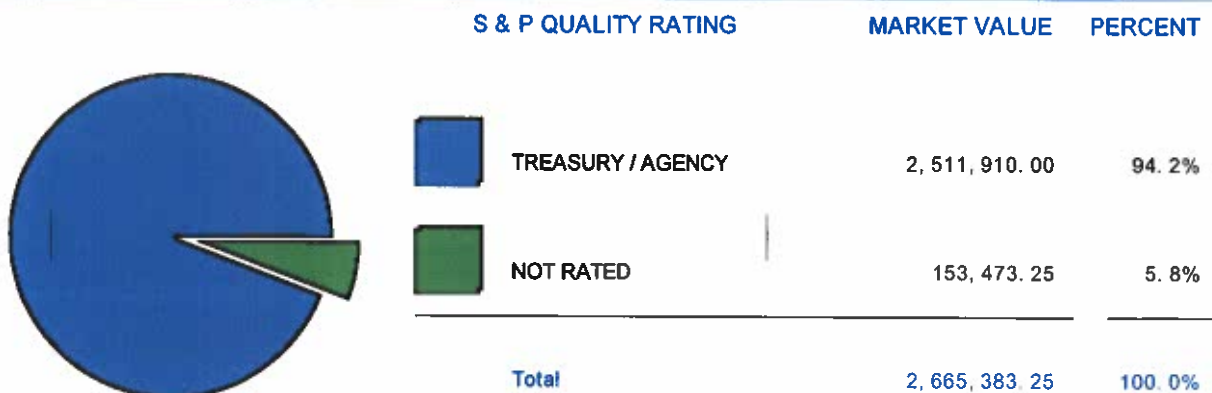 S & P QUALITY RATING MARKET VALUE PERCENT
TREASURY / AGENCY 2, 511, 910. 00 94. 2%
NOT RATED 153, 473. 25 5. 8%
Total 2, 665, 383. 25 100. 0%